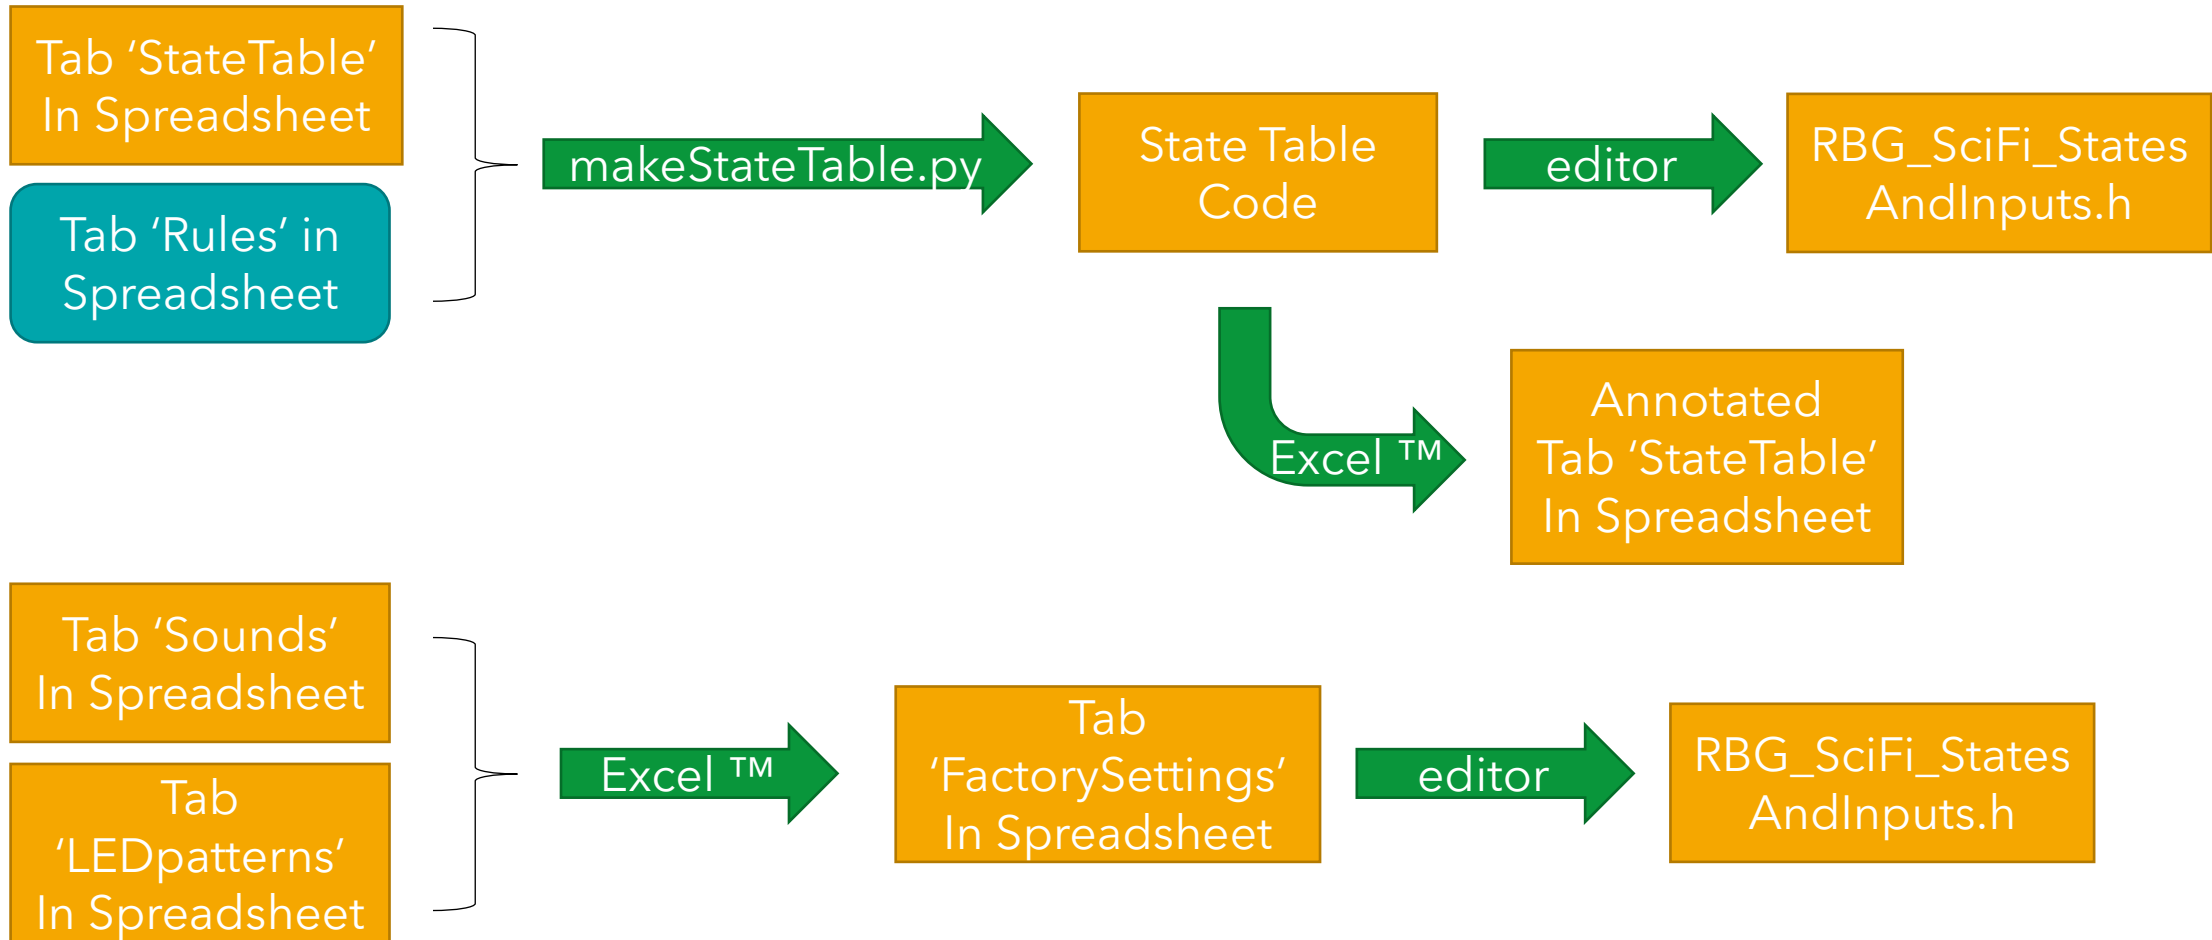 Tab ‘StateTable’
In Spreadsheet
Tab ‘Rules’ in
Spreadsheet
makeStateTable.py
State Table
Code
editor
RBG_SciFi_States
AndInputs.h
Excel ™
Annotated
Tab ‘StateTable’
In Spreadsheet
Tab ‘Sounds’
In Spreadsheet
Tab
‘LEDpatterns’
In Spreadsheet
Excel ™
Tab
‘FactorySettings’
In Spreadsheet
editor
RBG_SciFi_States
AndInputs.h